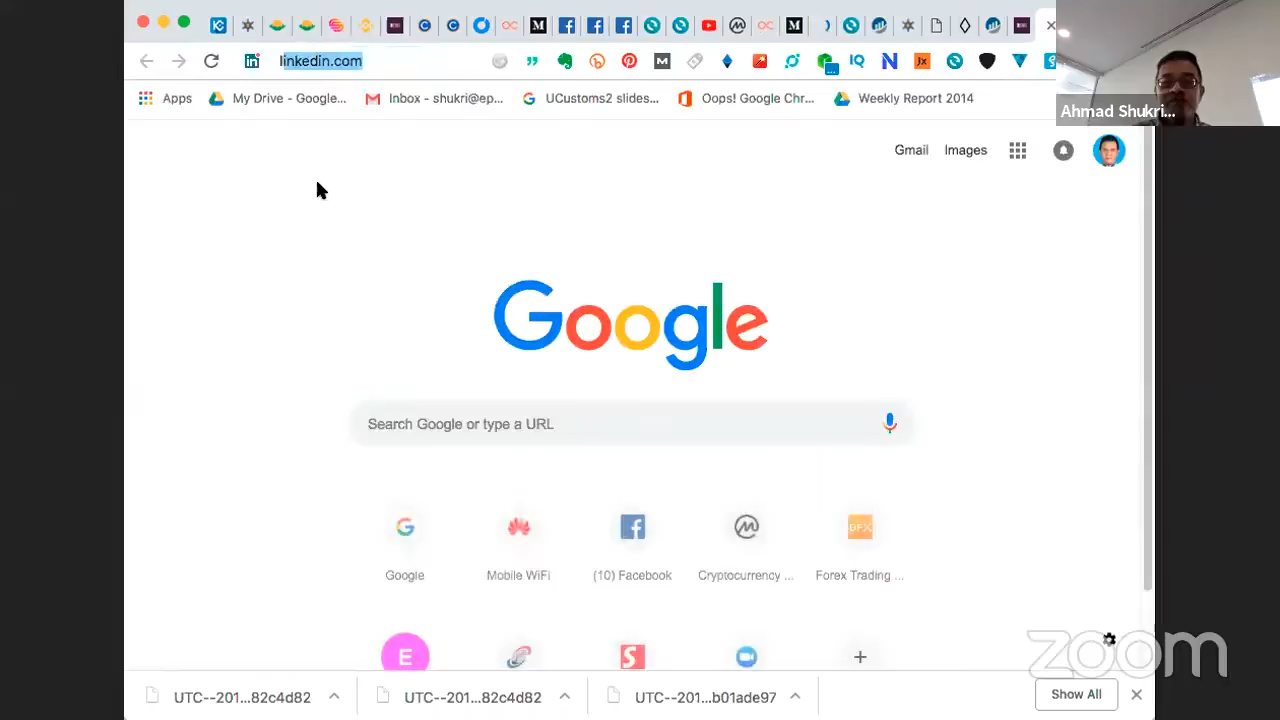 linkedin.com
Apps
My Drive - Google...
Inbox - shukri@ep...
UCustoms2 slides...
Oops! Google Chr...
Weekly Report 2014
Ahmad Shukri...
Gmail
Images
Google
Search Google or type a URL
DFX
Google
Mobile WiFi
(10) Facebook
Cryptocurrency ...
Forex Trading ...
E
S
zoom
UTC--201...82c4d82
UTC--201...82c4d82
UTC--201...b01ade97
Show All